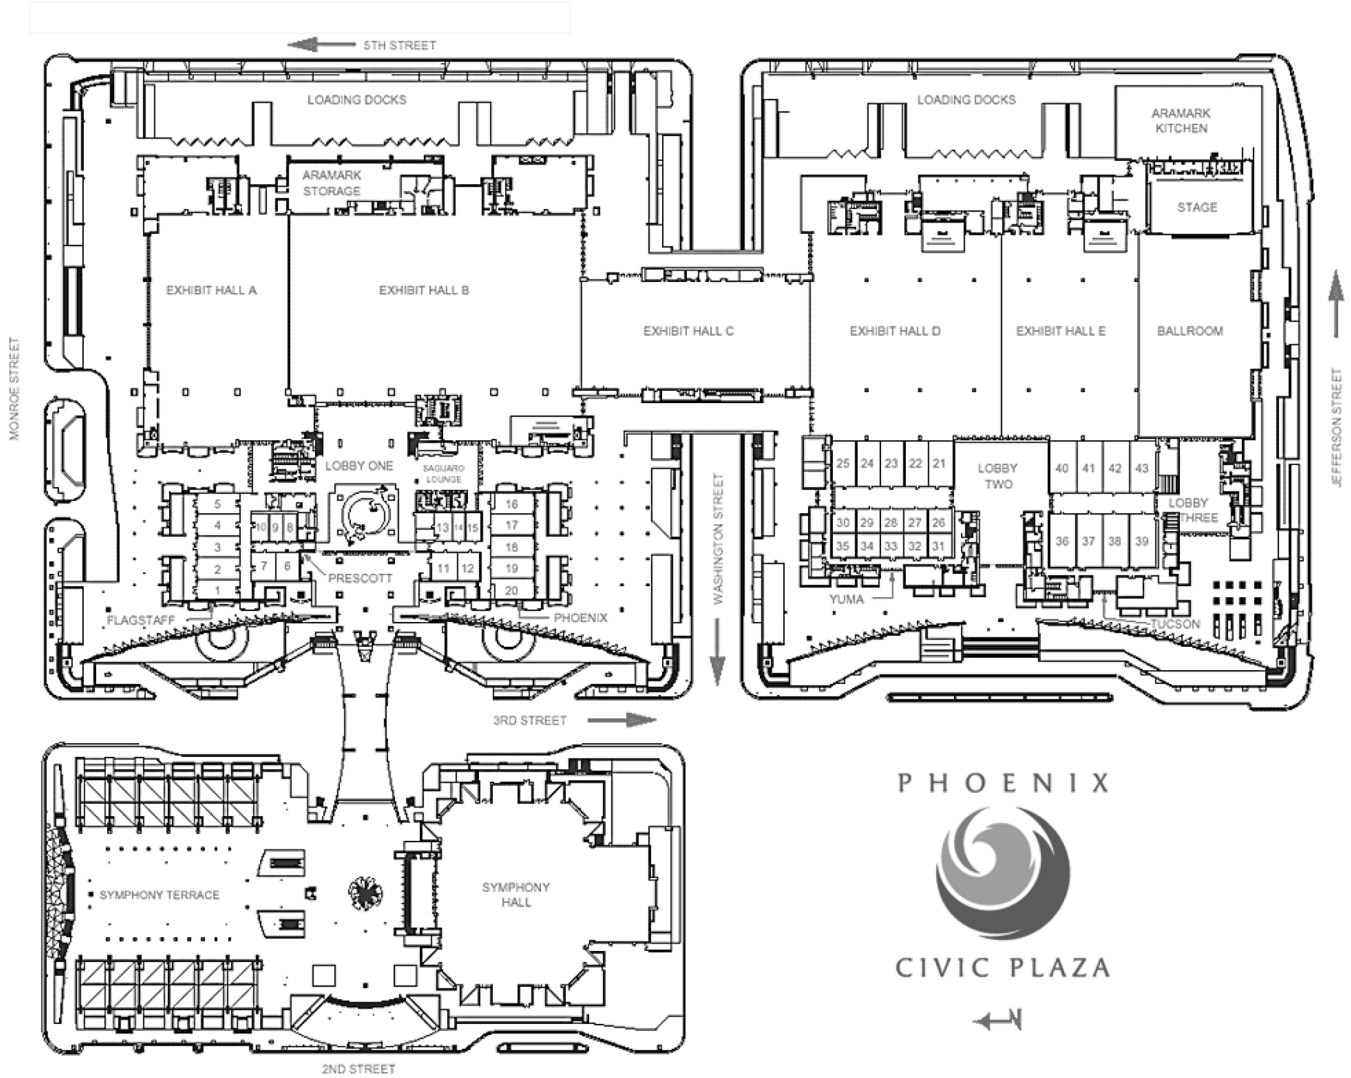 5TH STREET
LOADING DOCKS
LOADING DOCKS
ARAMARK
KITCHEN
ARAMARK
STORAGE
STAGE
EXHIBIT HALL A
EXHIBIT HALL B
EXHIBIT HALL C
EXHIBIT HALL D
EXHIBIT HALL E
BALLROOM
MONROE STREET
JEFFERSON STREET
WASHINGTON STREET
LOBBY ONE
SAGUARO
LOUNGE
LOBBY
TWO
LOBBY
THREE
25 24 23 22 21
40 41 42 43
30 29 28 27 26
35 34 33 32 31
36 37 38 39
5
4
3
2
1
10 9 8
7 6
13 14 15
11 12
16
17
18
19
20
PRESCOTT
FLAGSTAFF
PHOENIX
YUMA
TUCSON
3RD STREET
SYMPHONY TERRACE
SYMPHONY
HALL
2ND STREET
PHOENIX
CIVIC PLAZA
N